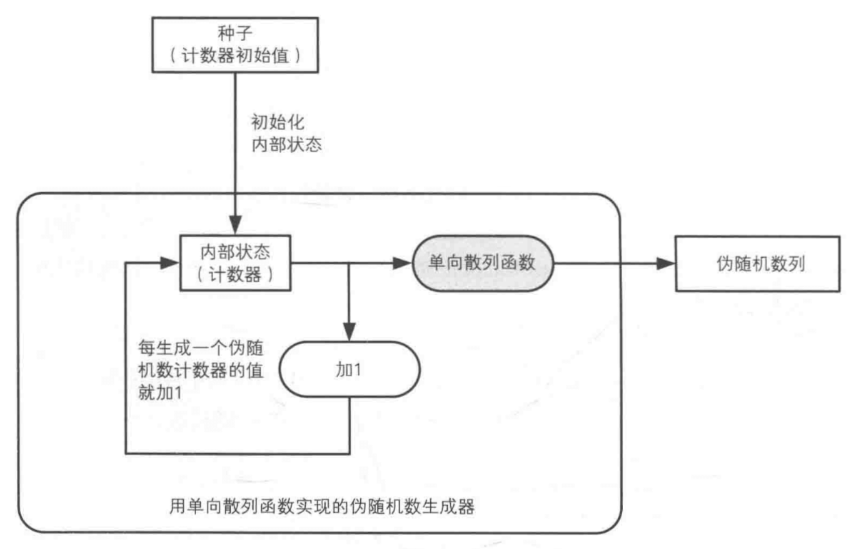 种子
（计数器初始值）
初始化
内部状态
内部状态
（计数器）
单向散列函数
伪随机数列
每生成一个伪随
机数计数器的值
就加1
加1
用单向散列函数实现的伪随机数生成器